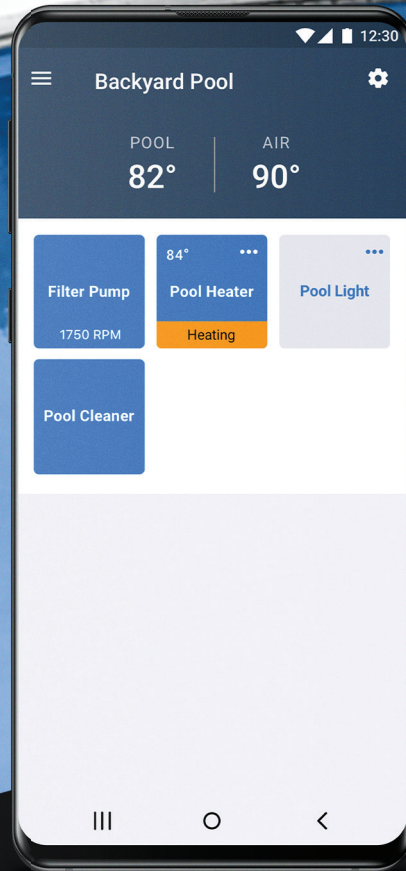 12:30
Backyard Pool
POOL AIR
82° 90°
84° •••
•••
Filter Pump
Pool Heater
Pool Light
1750 RPM
Heating
Pool Cleaner